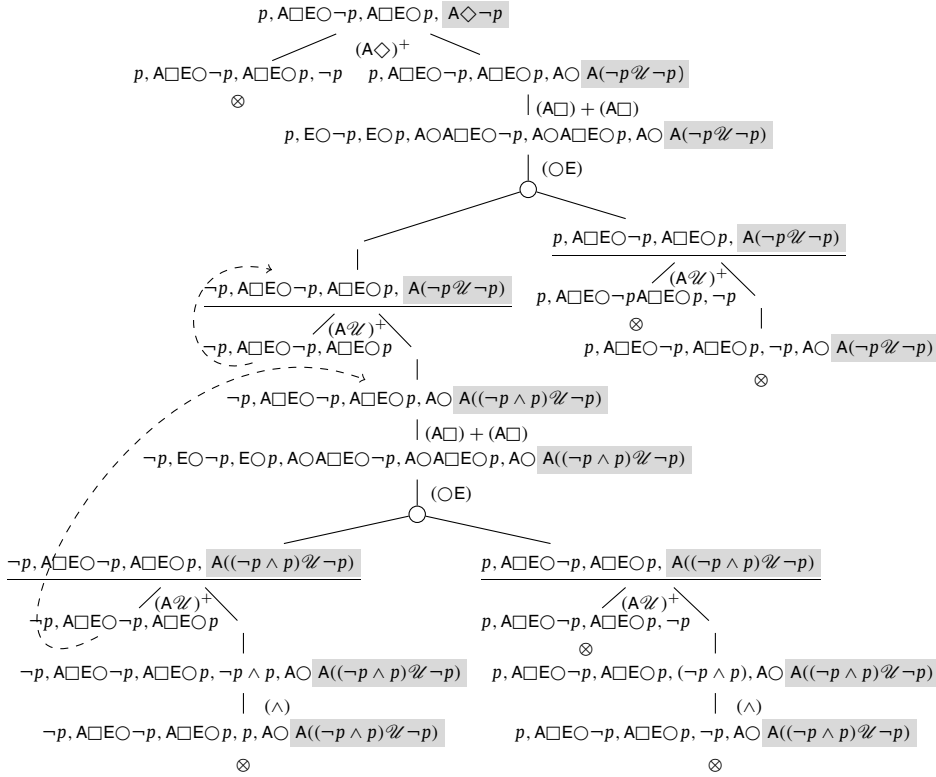 p, A□E○¬p, A□E○p, A◇¬p
(A◇)⁺
p, A□E○¬p, A□E○p, ¬p p, A□E○¬p, A□E○p, A○ A(¬p𝒰¬p)
⊗
(A□) + (A□)
p, E○¬p, E○p, A○A□E○¬p, A○A□E○p, A○ A(¬p𝒰¬p)
(○E)
p, A□E○¬p, A□E○p, A(¬p𝒰¬p)
¬p, A□E○¬p, A□E○p, A(¬p𝒰¬p)
(A𝒰)⁺
p, A□E○¬pA□E○p, ¬p
⊗
(A𝒰)⁺
¬p, A□E○¬p, A□E○p
p, A□E○¬p, A□E○p, ¬p, A○ A(¬p𝒰¬p)
⊗
¬p, A□E○¬p, A□E○p, A○ A((¬p ∧ p)𝒰¬p)
(A□) + (A□)
¬p, E○¬p, E○p, A○A□E○¬p, A○A□E○p, A○ A((¬p ∧ p)𝒰¬p)
(○E)
¬p, A□E○¬p, A□E○p, A((¬p ∧ p)𝒰¬p) p, A□E○¬p, A□E○p, A((¬p ∧ p)𝒰¬p)
(A𝒰)⁺ (A𝒰)⁺
¬p, A□E○¬p, A□E○p p, A□E○¬p, A□E○p, ¬p
⊗
¬p, A□E○¬p, A□E○p, ¬p ∧ p, A○ A((¬p ∧ p)𝒰¬p) p, A□E○¬p, A□E○p, (¬p ∧ p), A○ A((¬p ∧ p)𝒰¬p)
(∧) (∧)
¬p, A□E○¬p, A□E○p, p, A○ A((¬p ∧ p)𝒰¬p) p, A□E○¬p, A□E○p, ¬p, A○ A((¬p ∧ p)𝒰¬p)
⊗ ⊗